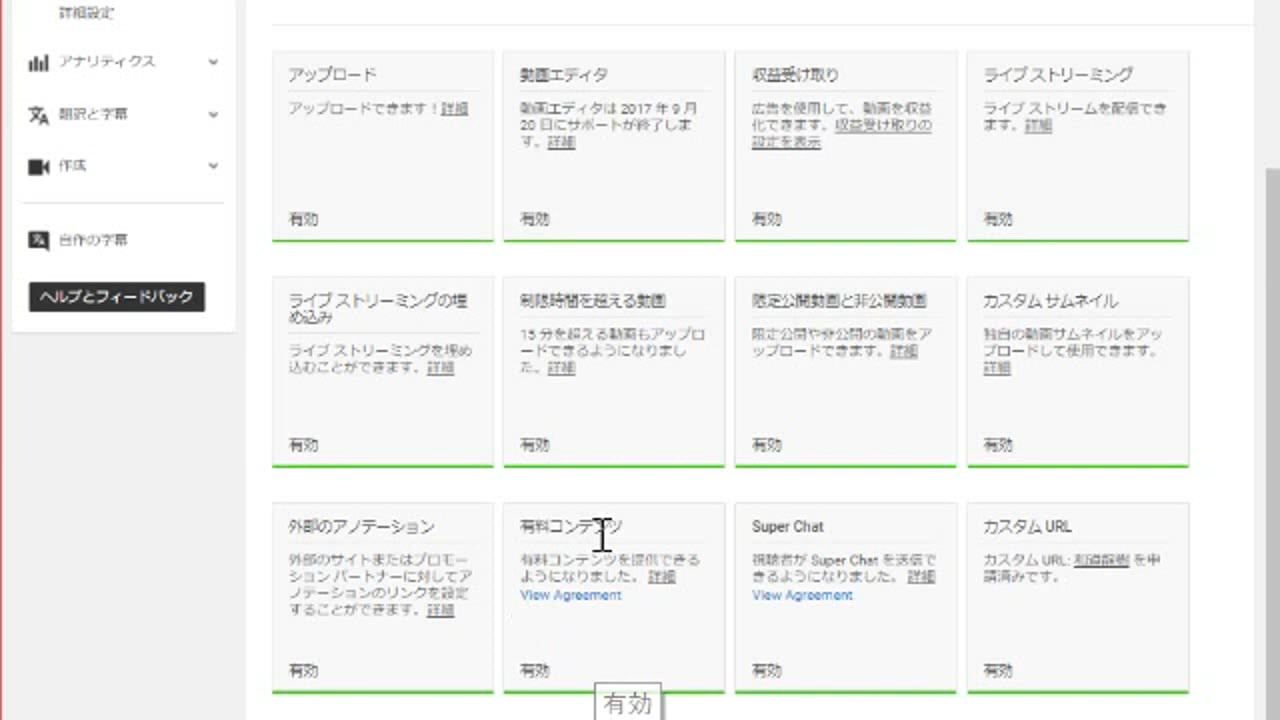 詳細設定
アナリティクス
翻訳と字幕
作成
自作の字幕
ヘルプとフィードバック
アップロード
アップロードできます！詳細
有効
動画エディタ
動画エディタは 2017 年 9 月
20 日にサポートが終了しま
す。詳細
有効
収益受け取り
広告を使用して、動画を収益
化できます。収益受け取りの
設定を表示
有効
ライブ ストリーミング
ライブ ストリームを配信でき
ます。詳細
有効
ライブ ストリーミングの埋
め込み
ライブ ストリーミングを埋め
込むことができます。詳細
有効
制限時間を超える動画
15 分を超える動画もアップロ
ードできるようになりまし
た。詳細
有効
限定公開動画と非公開動画
限定公開や非公開の動画をア
ップロードできます。詳細
有効
カスタム サムネイル
独自の動画サムネイルをアッ
プロードして使用できます。
詳細
有効
外部のアノテーション
外部のサイトまたはプロモー
ション パートナーに対してア
ノテーションのリンクを設定
することができます。詳細
有効
有料コンテンツ
有料コンテンツを提供できる
ようになりました。 詳細
View Agreement
有効
Super Chat
視聴者が Super Chat を送信で
きるようになりました。 詳細
View Agreement
有効
カスタム URL
カスタム URL: を申
請済みです。
有効
有効